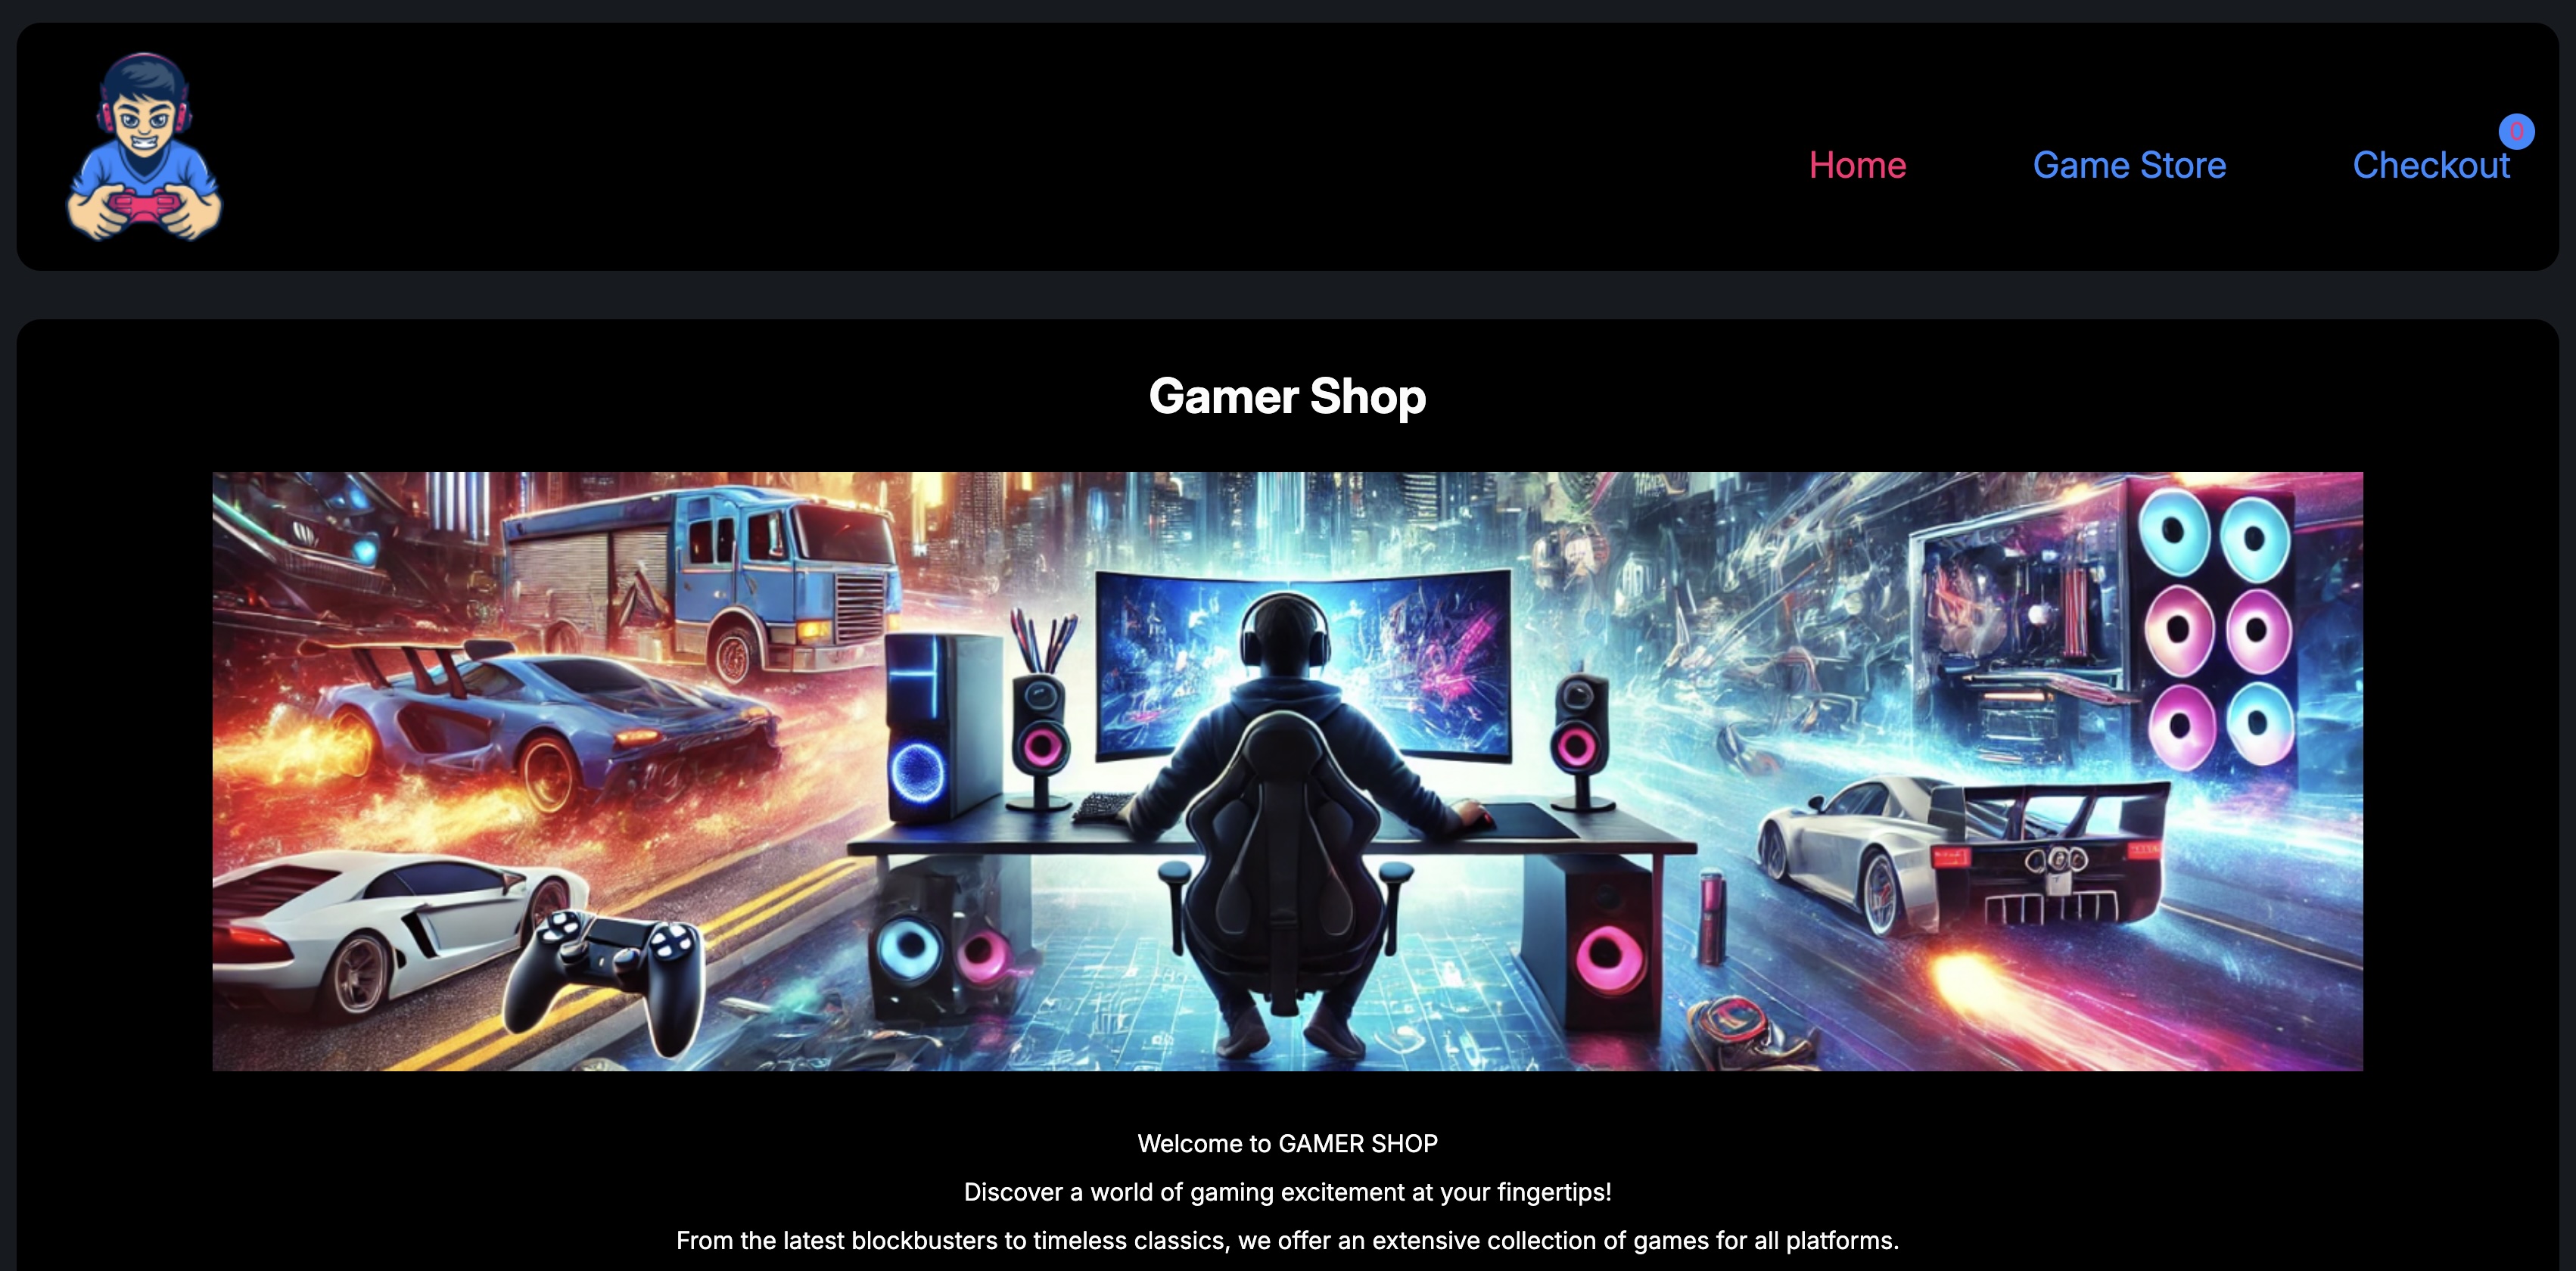 0
Home Game Store Checkout
Gamer Shop
Welcome to GAMER SHOP
Discover a world of gaming excitement at your fingertips!
From the latest blockbusters to timeless classics, we offer an extensive collection of games for all platforms.